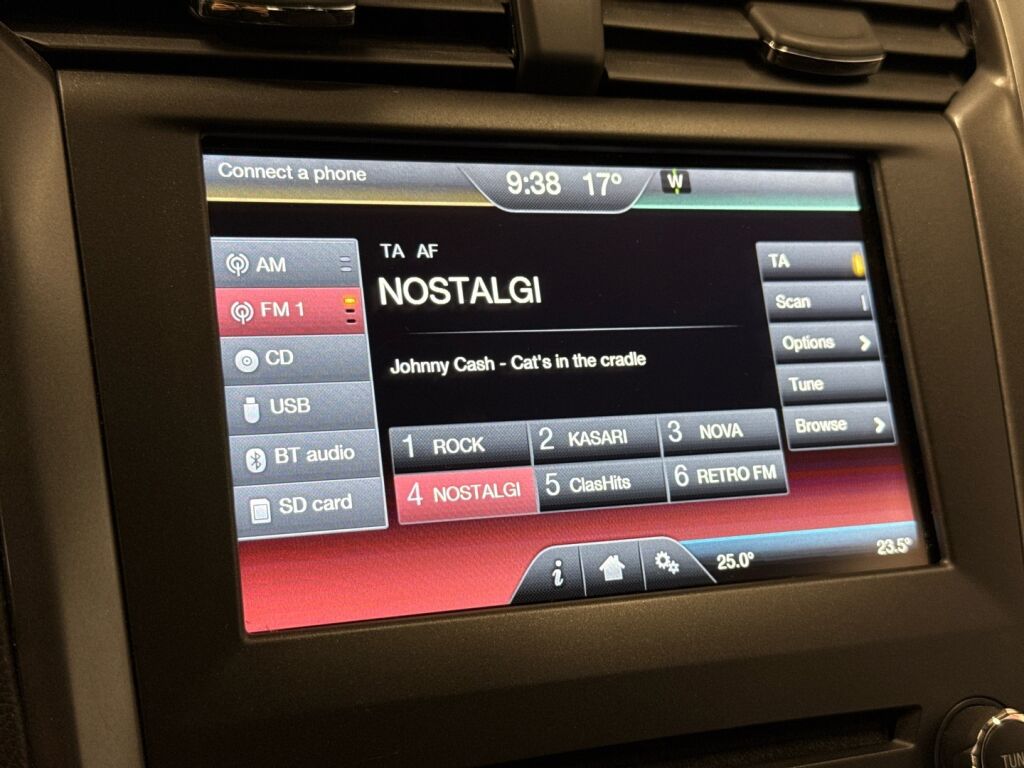 Connect a phone
9:38 17°
W
AM
FM 1
CD
USB
BT audio
SD card
TA AF
NOSTALGI
Johnny Cash - Cat's in the cradle
1 ROCK
2 KASARI
3 NOVA
4 NOSTALGI
5 ClasHits
6 RETRO FM
TA
Scan
Options
Tune
Browse
i
25.0°
23.5°
TUN